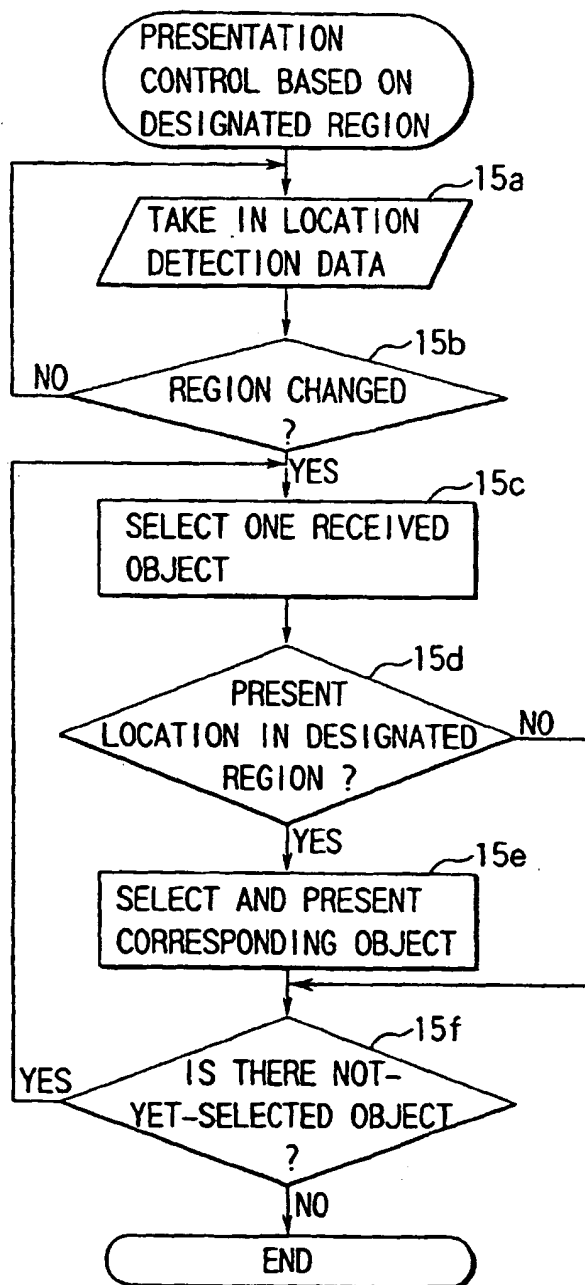 PRESENTATION
CONTROL BASED ON
DESIGNATED REGION
15a
TAKE IN LOCATION
DETECTION DATA
15b
NO
REGION CHANGED
?
YES
15c
SELECT ONE RECEIVED
OBJECT
15d
PRESENT
NO
LOCATION IN DESIGNATED
REGION ?
YES
15e
SELECT AND PRESENT
CORRESPONDING OBJECT
15f
YES
IS THERE NOT-
YET-SELECTED OBJECT
?
NO
END